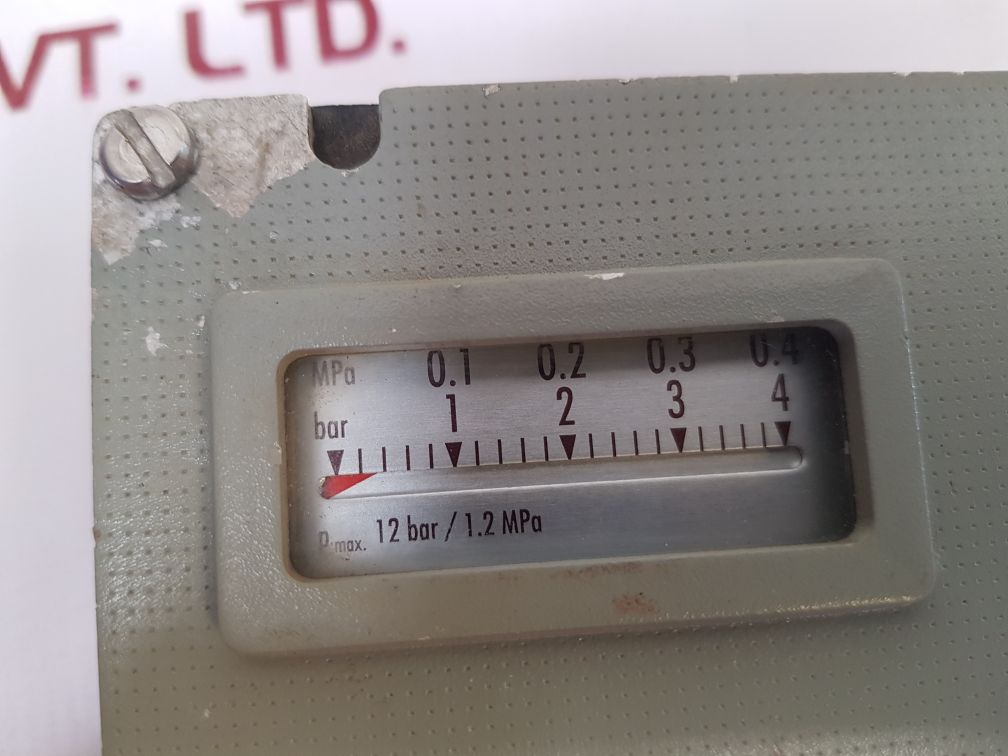 VT. LTD.
MPa 0.1 0.2 0.3 0.4
bar 1 2 3 4
p max. 12 bar / 1.2 MPa